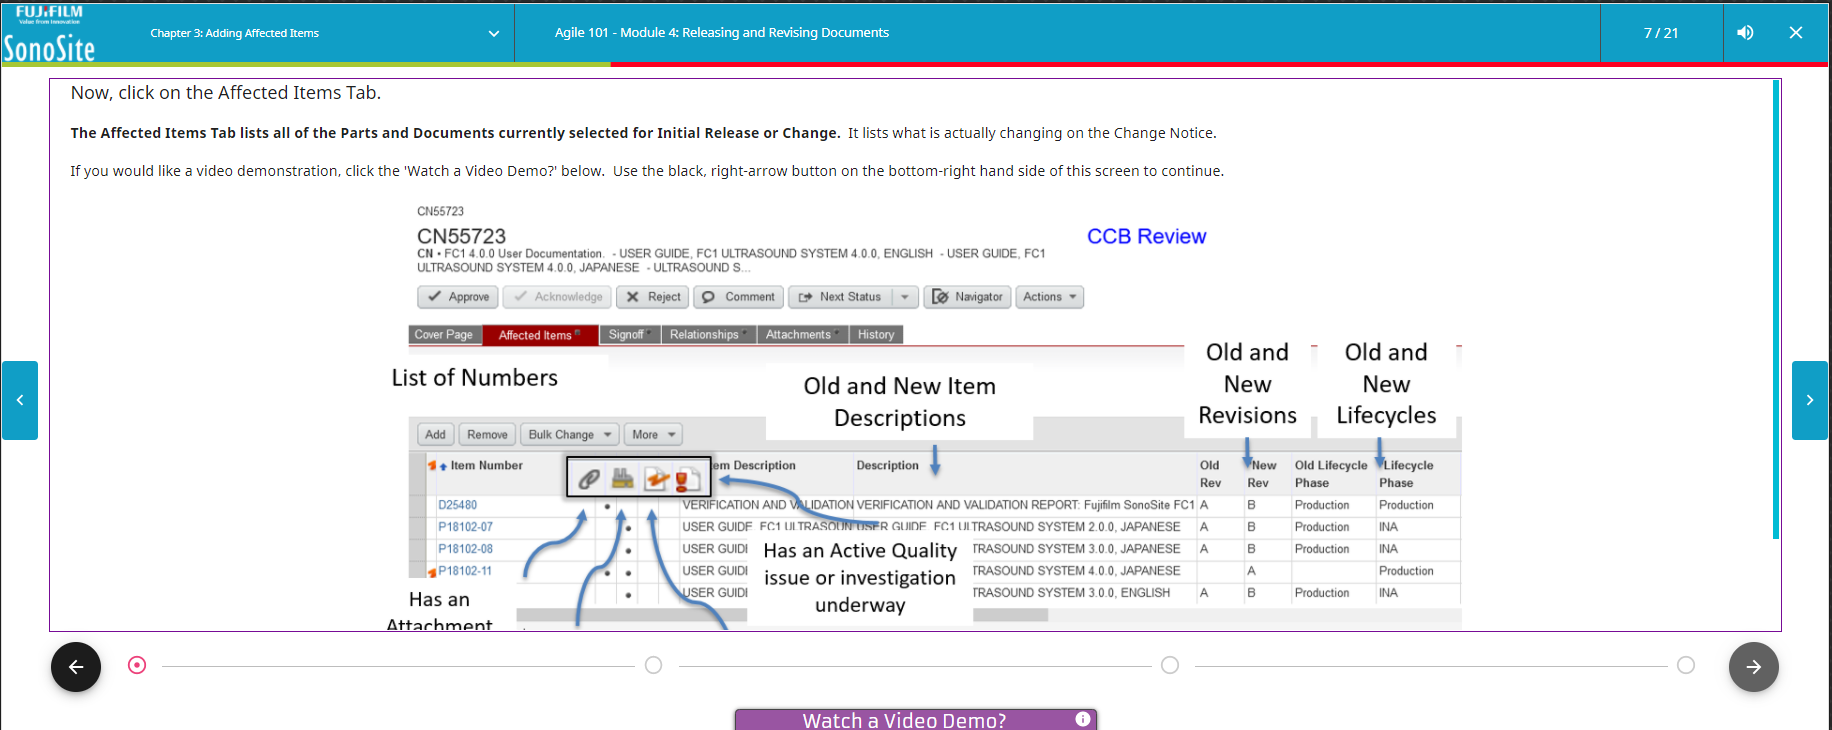 FUJIFILM
Value from Innovation
SonoSite
Chapter 3: Adding Affected Items
Agile 101 - Module 4: Releasing and Revising Documents
7 / 21
Now, click on the Affected Items Tab.
The Affected Items Tab lists all of the Parts and Documents currently selected for Initial Release or Change. It lists what is actually changing on the Change Notice.
If you would like a video demonstration, click the 'Watch a Video Demo?' below. Use the black, right-arrow button on the bottom-right hand side of this screen to continue.
CN55723
CN55723
CCB Review
CN • FC1 4.0.0 User Documentation. - USER GUIDE, FC1 ULTRASOUND SYSTEM 4.0.0, ENGLISH - USER GUIDE, FC1
ULTRASOUND SYSTEM 4.0.0, JAPANESE - ULTRASOUND S...
Approve Acknowledge Reject Comment Next Status Navigator Actions
Cover Page Affected Items Signoff Relationships Attachments History
List of Numbers
Old and New Item
Descriptions
Old and
New
Revisions
Old and
New
Lifecycles
Add Remove Bulk Change More
Item Number em Description Description Old Rev New Rev Old Lifecycle Phase Lifecycle Phase
D25480 VERIFICATION AND VALIDATION VERIFICATION AND VALIDATION REPORT: Fujifilm SonoSite FC1 A B Production Production
P18102-07 USER GUIDE, FC1 ULTRASOUN USER GUIDE, FC1 ULTRASOUND SYSTEM 2.0.0, JAPANESE A B Production INA
P18102-08 USER GUID TRASOUND SYSTEM 3.0.0, JAPANESE A B Production INA
P18102-11 USER GUID TRASOUND SYSTEM 4.0.0, JAPANESE A Production
USER GUID TRASOUND SYSTEM 3.0.0, ENGLISH A B Production INA
Has an Active Quality
issue or investigation
underway
Has an
Attachment
Watch a Video Demo?